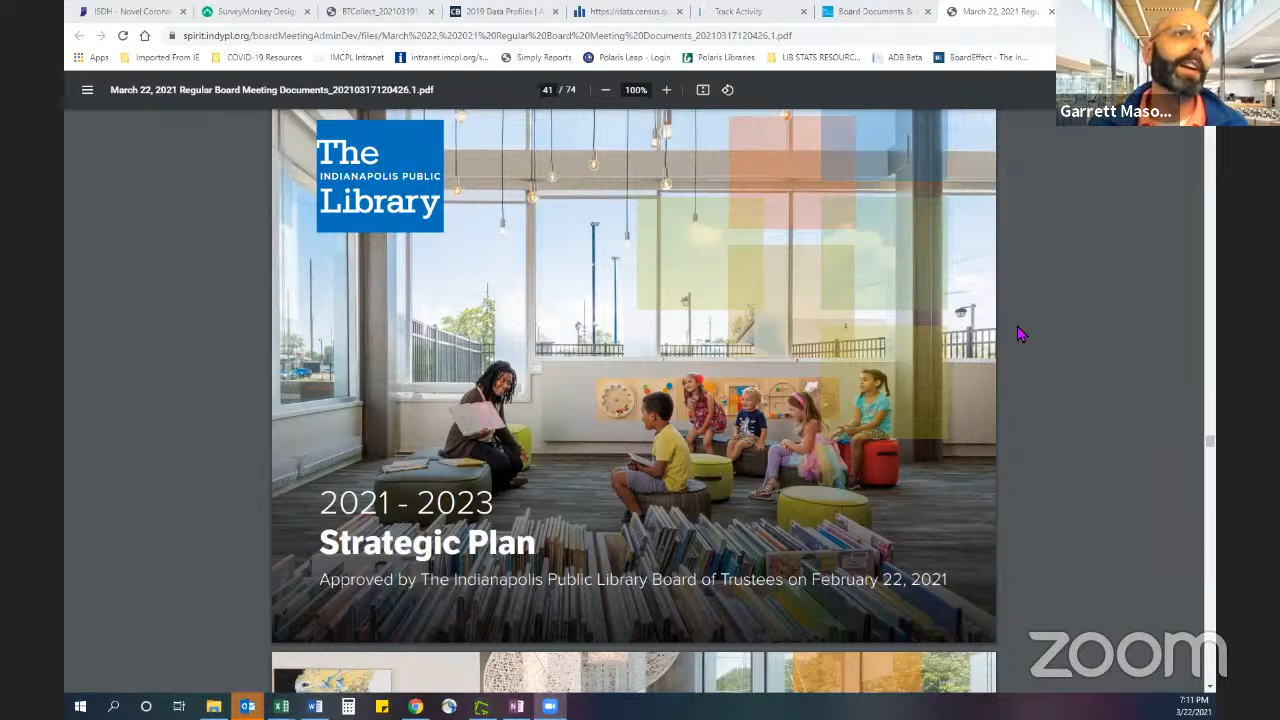 ISDH - Novel Corona
SurveyMonkey Desig
BTCollect_20210319
2019 Data Profiles | A
https://data.census.g
Track Activity
Board Documents &
March 22, 2021 Regu
spirit.indypl.org/boardMeetingAdminDev/files/March%2022,%202021%20Regular%20Board%20Meeting%20Documents_20210317120426.1.pdf
Apps
Imported From IE
COVID-19 Resources
IMCPL Intranet
intranet.imcpl.org/s...
Simply Reports
Polaris Leap - Login
Polaris Libraries
LIB STATS RESOURC...
ADB Beta
BoardEffect - The In...
Garrett Maso...
March 22, 2021 Regular Board Meeting Documents_20210317120426.1.pdf
41 / 74
100%
The
INDIANAPOLIS PUBLIC
Library
2021 - 2023
Strategic Plan
Approved by The Indianapolis Public Library Board of Trustees on February 22, 2021
zoom
7:11 PM
3/22/2021